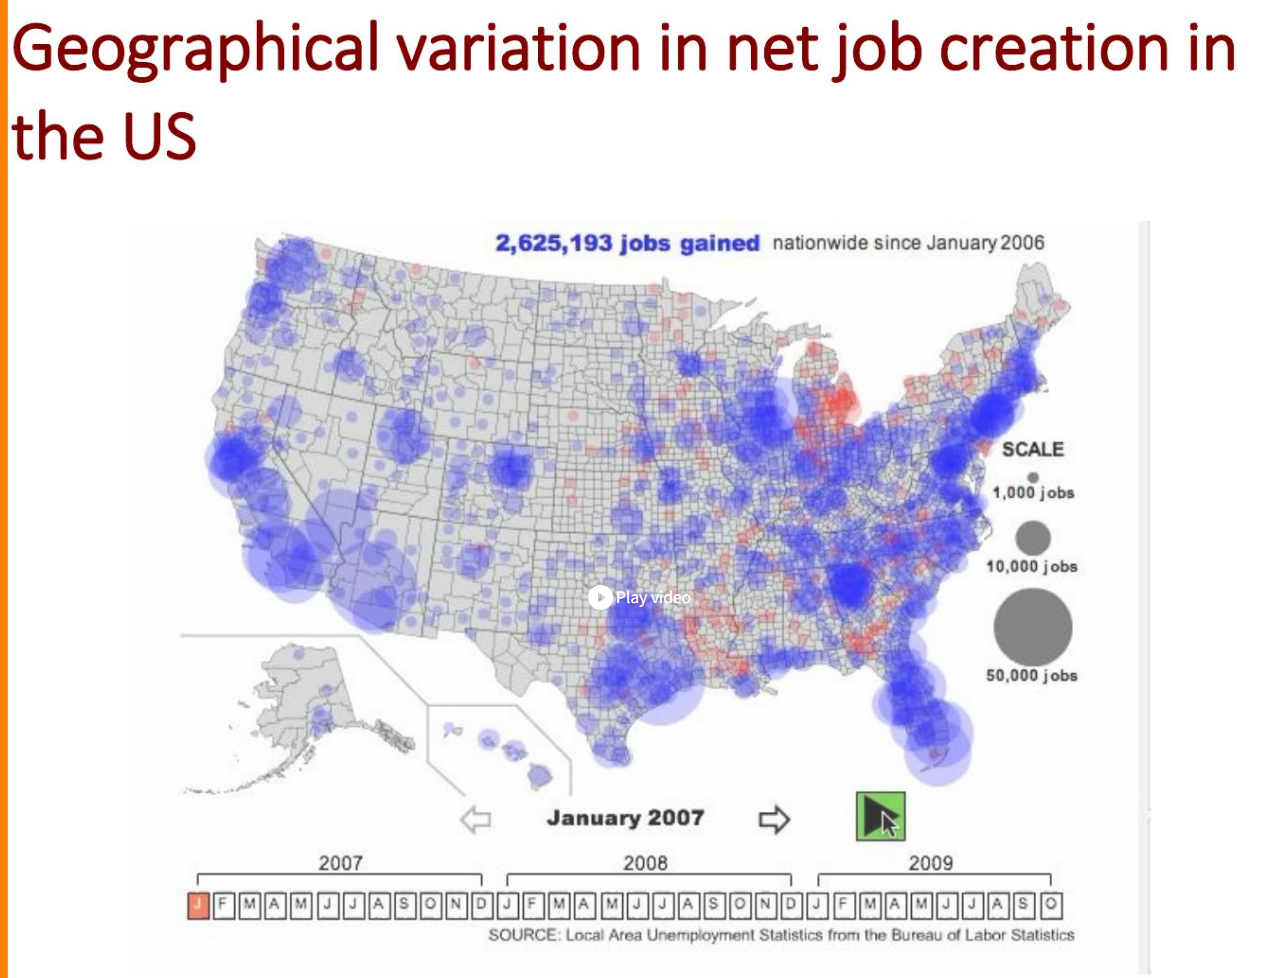 Geographical variation in net job creation in
the US
2,625,193 jobs gained nationwide since January 2006
SCALE
1,000 jobs
10,000 jobs
Play video
50,000 jobs
January 2007
2007 2008 2009
J F M A M J J A S O N D J F M A M J J A S O N D J F M A M J J A S O
SOURCE: Local Area Unemployment Statistics from the Bureau of Labor Statistics